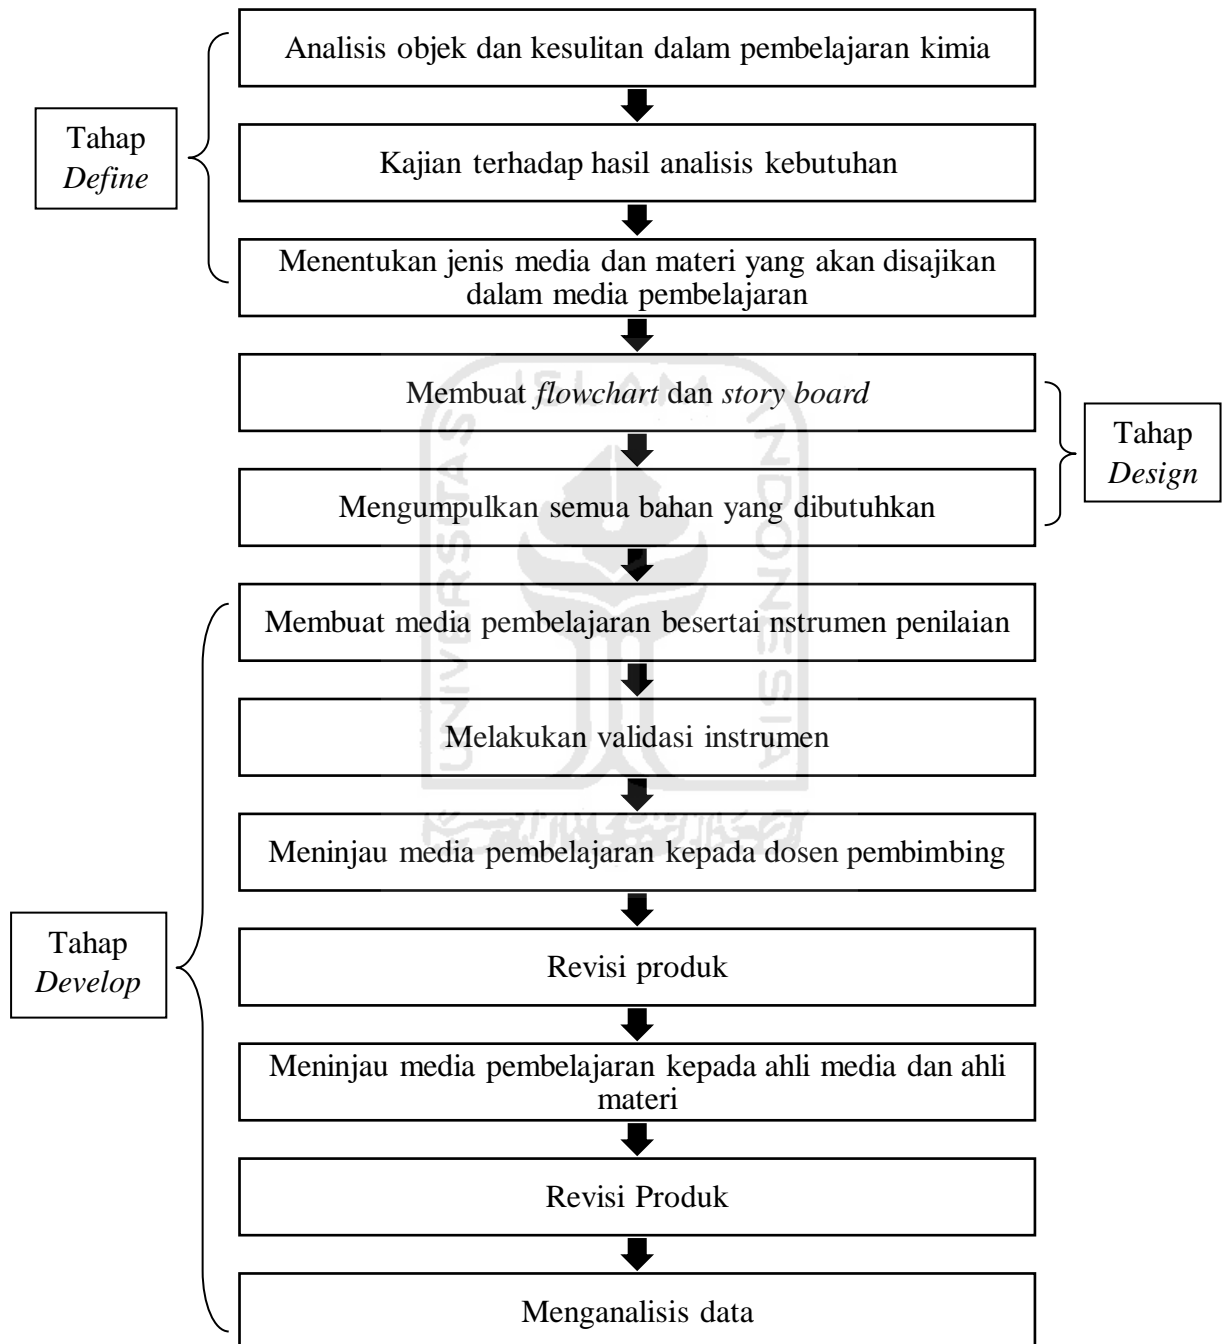 Analisis objek dan kesulitan dalam pembelajaran kimia
Tahap
Define
Kajian terhadap hasil analisis kebutuhan
Menentukan jenis media dan materi yang akan disajikan
dalam media pembelajaran
Membuat flowchart dan story board
Tahap
Design
Mengumpulkan semua bahan yang dibutuhkan
Membuat media pembelajaran besertai nstrumen penilaian
Melakukan validasi instrumen
Meninjau media pembelajaran kepada dosen pembimbing
Tahap
Develop
Revisi produk
Meninjau media pembelajaran kepada ahli media dan ahli
materi
Revisi Produk
Menganalisis data
UNIVERSITAS
ISLAM
INDONESIA